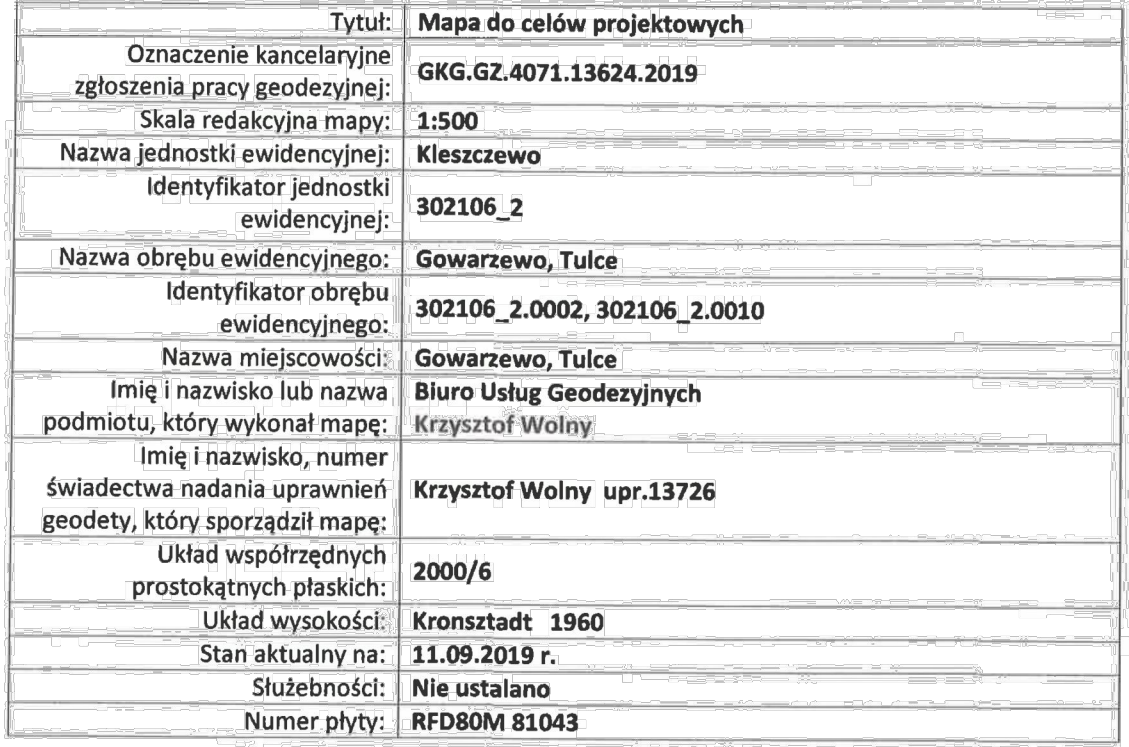 Tytuł: Mapa do celów projektowych
Oznaczenie kancelaryjne
zgłoszenia pracy geodezyjnej: GKG.GZ.4071.13624.2019
Skala redakcyjna mapy: 1:500
Nazwa jednostki ewidencyjnej: Kleszczewo
Identyfikator jednostki
ewidencyjnej: 302106_2
Nazwa obrębu ewidencyjnego: Gowarzewo, Tulce
Identyfikator obrębu
ewidencyjnego: 302106_2.0002, 302106_2.0010
Nazwa miejscowości: Gowarzewo, Tulce
Imię i nazwisko lub nazwa Biuro Usług Geodezyjnych
podmiotu, który wykonał mapę: Krzysztof Wolny
Imię i nazwisko, numer
świadectwa nadania uprawnień Krzysztof Wolny upr.13726
geodety, który sporządził mapę:
Układ współrzędnych
prostokątnych płaskich: 2000/6
Układ wysokości: Kronsztadt 1960
Stan aktualny na: 11.09.2019 r.
Służebności: Nie ustalano
Numer płyty: RFD80M 81043